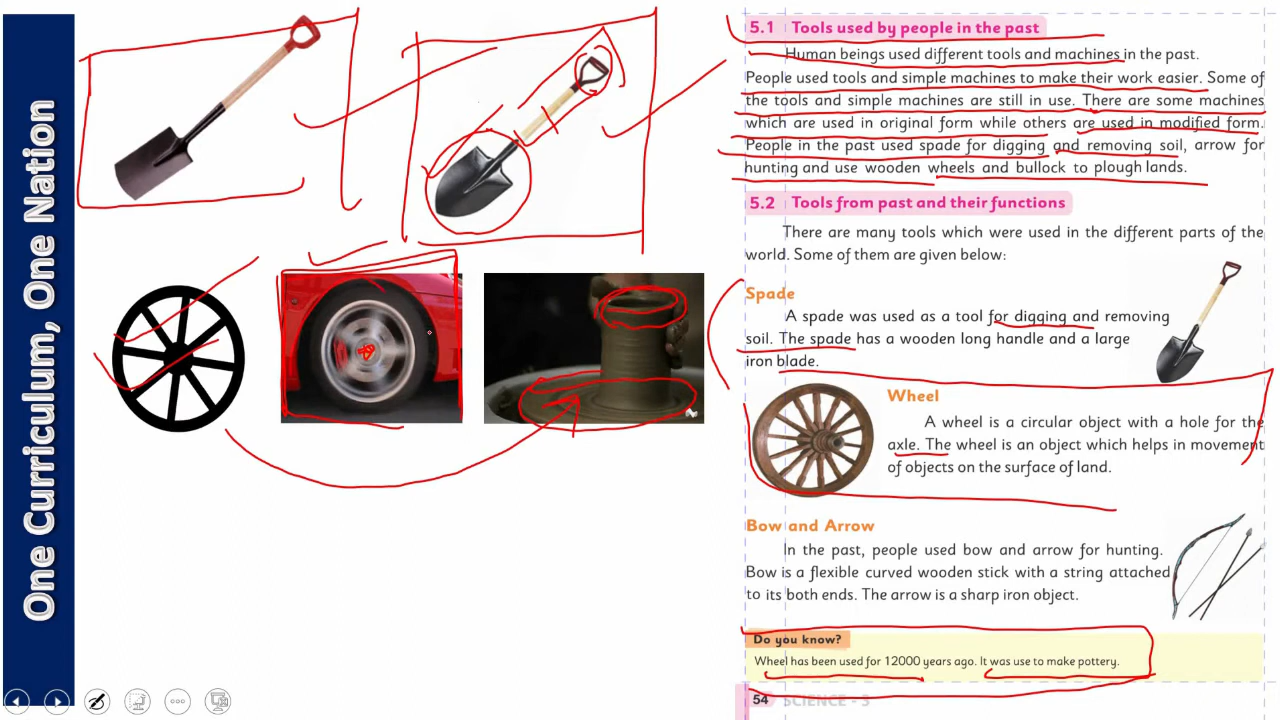 One Curriculum, One Nation
5.1 Tools used by people in the past
Human beings used different tools and machines in the past.
People used tools and simple machines to make their work easier. Some of
the tools and simple machines are still in use. There are some machines
which are used in original form while others are used in modified form.
People in the past used spade for digging and removing soil, arrow for
hunting and use wooden wheels and bullock to plough lands.
5.2 Tools from past and their functions
There are many tools which were used in the different parts of the
world. Some of them are given below:
Spade
A spade was used as a tool for digging and removing
soil. The spade has a wooden long handle and a large
iron blade.
Wheel
A wheel is a circular object with a hole for the
axle. The wheel is an object which helps in movement
of objects on the surface of land.
Bow and Arrow
In the past, people used bow and arrow for hunting.
Bow is a flexible curved wooden stick with a string attached
to its both ends. The arrow is a sharp iron object.
Do you know?
Wheel has been used for 12000 years ago. It was use to make pottery.
54 SCIENCE - 3